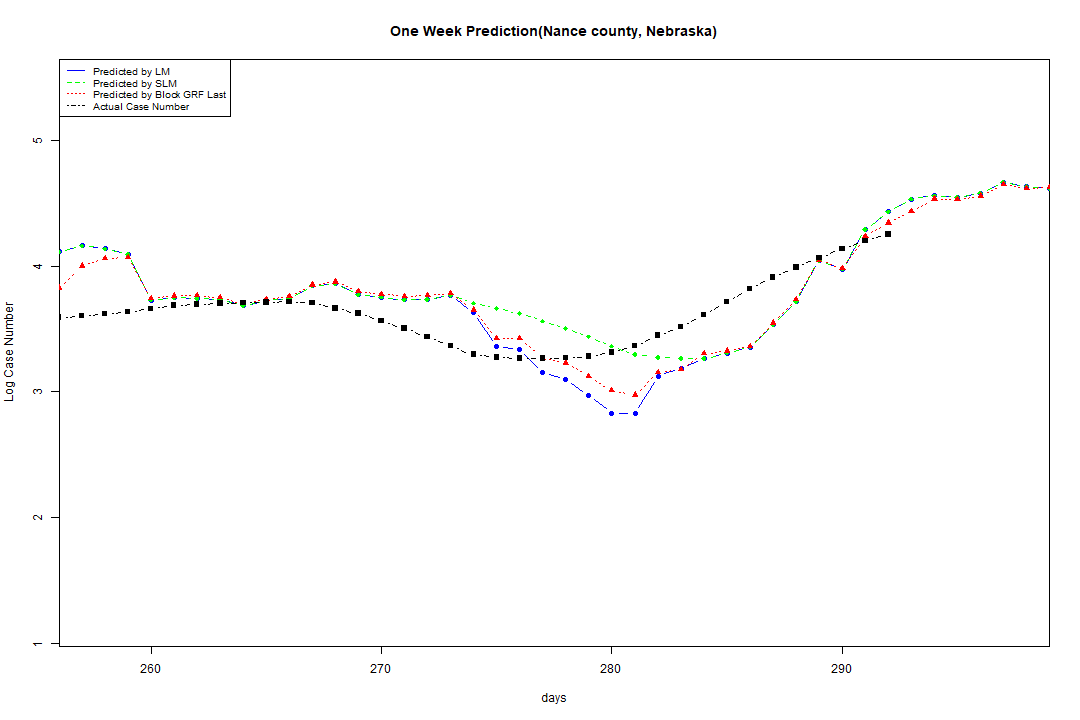 One Week Prediction(Nance county, Nebraska)
Predicted by LM
Predicted by SLM
Predicted by Block GRF Last
Actual Case Number
5
4
3
2
1
Log Case Number
260 270 280 290
days